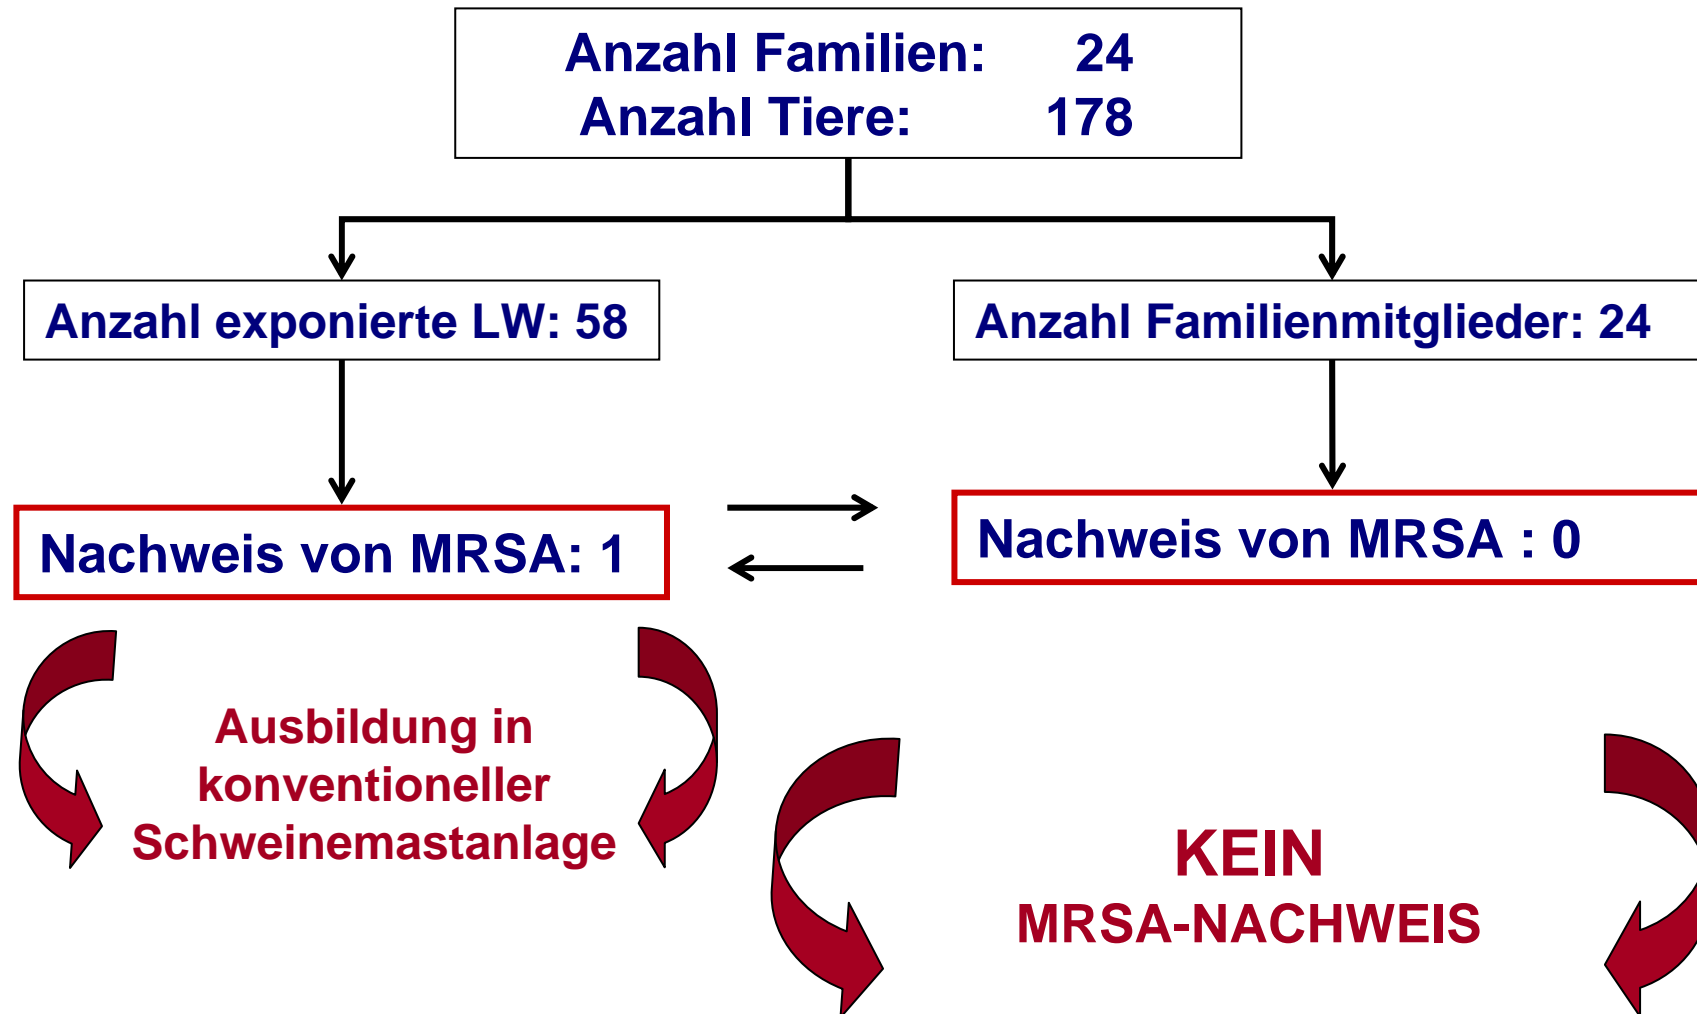 Anzahl Familien: 24
Anzahl Tiere: 178
Anzahl exponierte LW: 58
Anzahl Familienmitglieder: 24
Nachweis von MRSA: 1
Nachweis von MRSA : 0
Ausbildung in
konventioneller
Schweinemastanlage
KEIN
MRSA-NACHWEIS